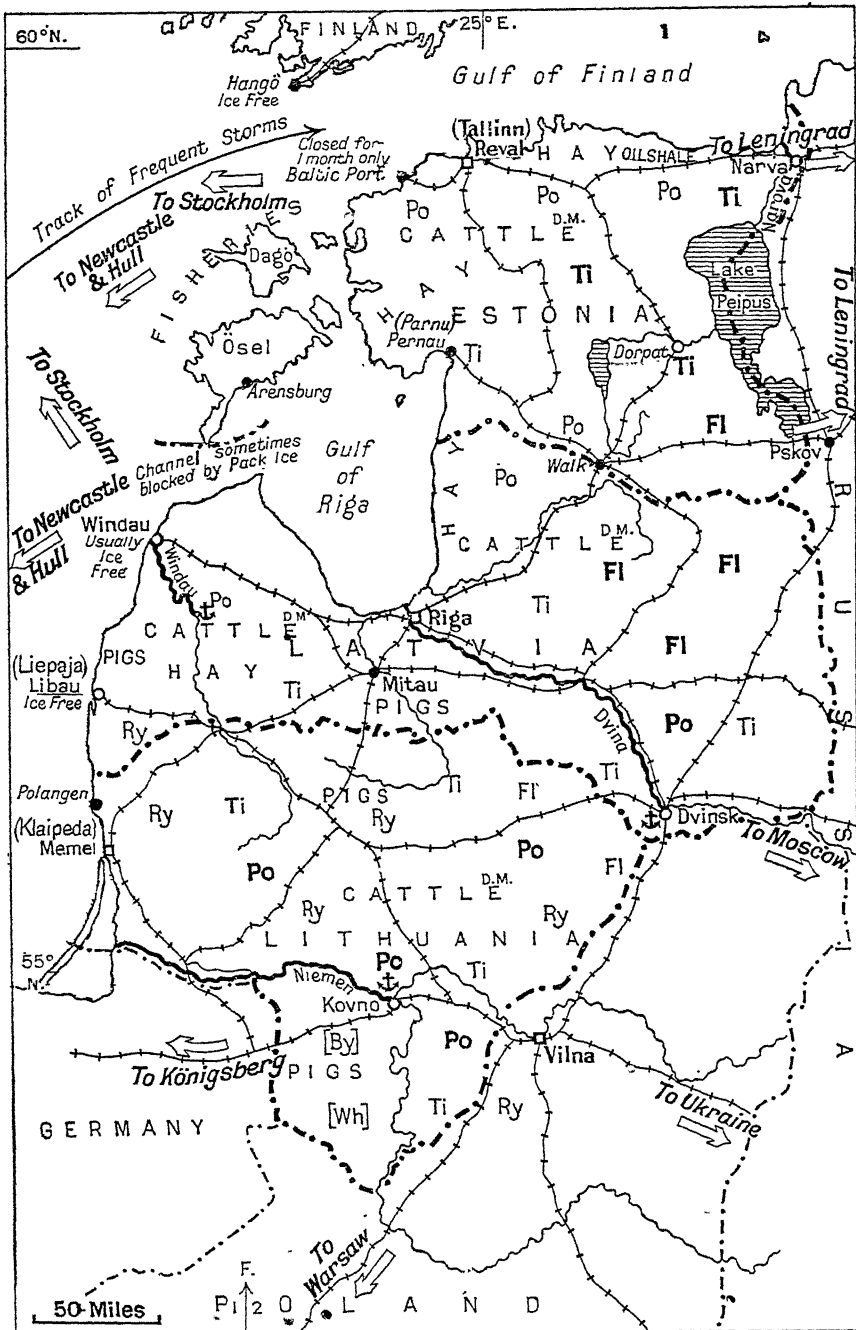 60°N.
FINLAND
25°E.
Hangö
Ice Free
Gulf of Finland
Track of Frequent Storms
Closed for
1 month only
Baltic Port.
(Tallinn)
Reval
HAY
OILSHALE
To Leningrad
Narva
Narova
To Stockholm
To Newcastle
& Hull
FISHERIES
Dagö
Po
Po
D.M.
Po
Ti
CATTLE
Ti
HAY
ESTONIA
Lake
Peipus
To Leningrad
(Parnu)
Pernau
Ti
Ösel
Arensburg
Dorpat
Ti
To Stockholm
Channel sometimes
blocked by Pack Ice
Gulf
of
Riga
Po
Fl
Walk
Pskov
Po
HAY
To Newcastle
& Hull
Windau
Usually
Ice
Free
Windau
CATTLE
D.M.
Fl
Fl
Po
CATTLE
D.M.
Riga
Ti
LATVIA
Fl
PIGS
HAY
(Liepaja)
Libau
Ice Free
Ti
Mitau
PIGS
Ry
Dvina
Po
Ti
Polangen
Ry
Ti
PIGS
Ry
Ti
Fl
Ti
Dvinsk
To Moscow
(Klaipeda)
Memel
Po
Po
Fl
CATTLE
D.M.
Ry
LITHUANIA
55°
N.
Niemen
Po
Ti
Kovno
[By]
Po
Vilna
To Königsberg
PIGS
[Wh]
Ti
Ry
To Ukraine
GERMANY
RUSSIA
To
Warsaw
F.
P120
POLAND
50 Miles